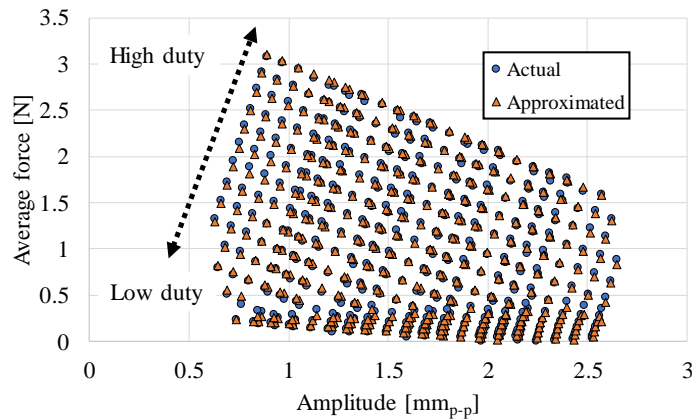 3.5
High duty
3
Actual
2.5
Approximated
2
1.5
1
Low duty
0.5
0
0 0.5 1 1.5 2 2.5 3
Average force [N]
Amplitude [mmp-p]